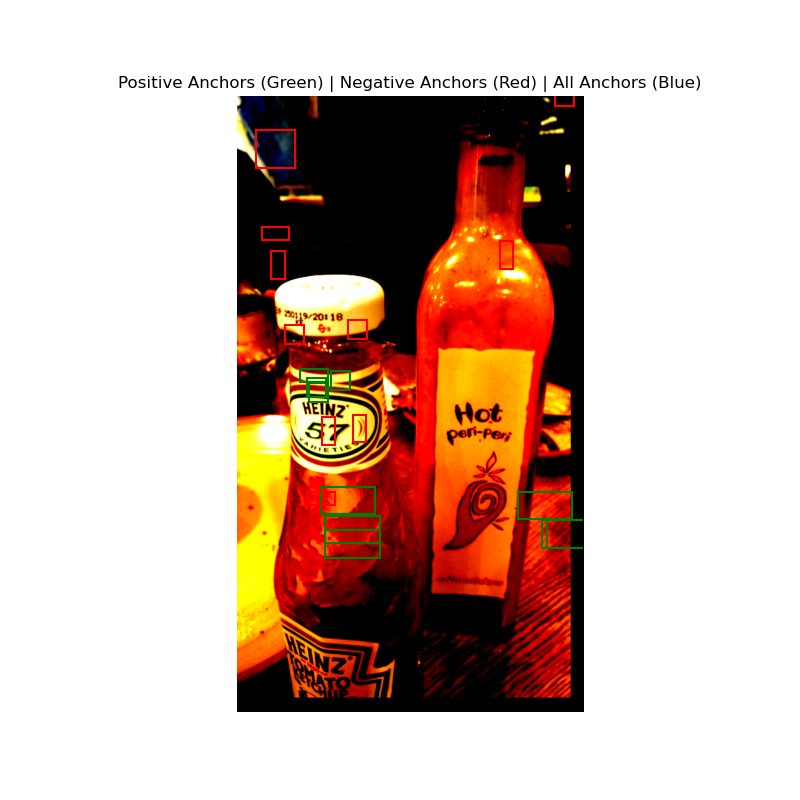 Positive Anchors (Green) | Negative Anchors (Red) | All Anchors (Blue)
250119/20:18
HEINZ
57
VARIETIES
Hot
peri-peri
HEINZ
TOMATO
KETCHUP